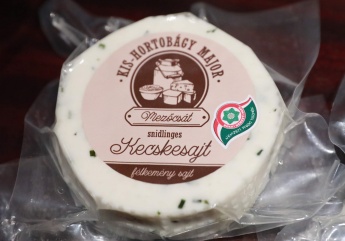 KIS-HORTOBÁGY MAJOR
Mezőcsát
snidlinges
Kecskesajt
félkemény sajt